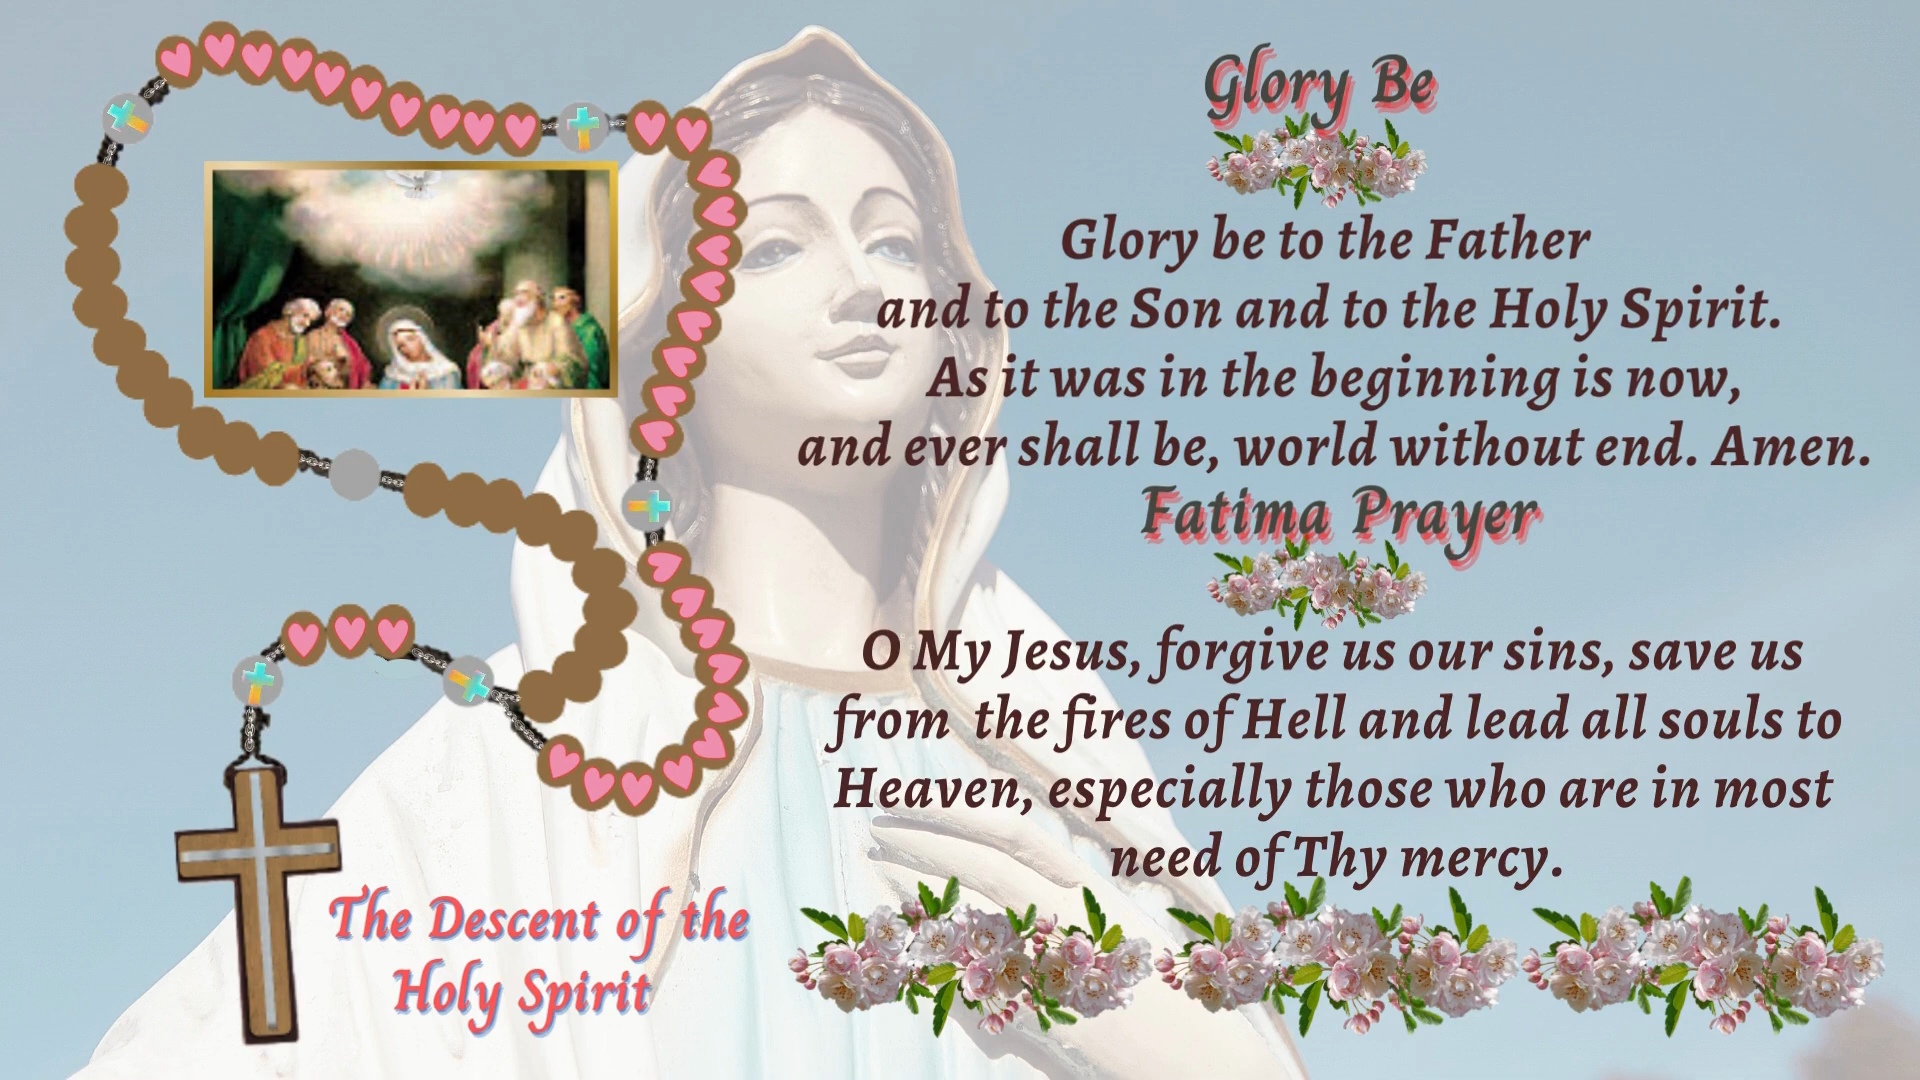 Glory Be
Glory be to the Father
and to the Son and to the Holy Spirit.
As it was in the beginning is now,
and ever shall be, world without end. Amen.
Fatima Prayer
O My Jesus, forgive us our sins, save us
from the fires of Hell and lead all souls to
Heaven, especially those who are in most
need of Thy mercy.
The Descent of the
Holy Spirit